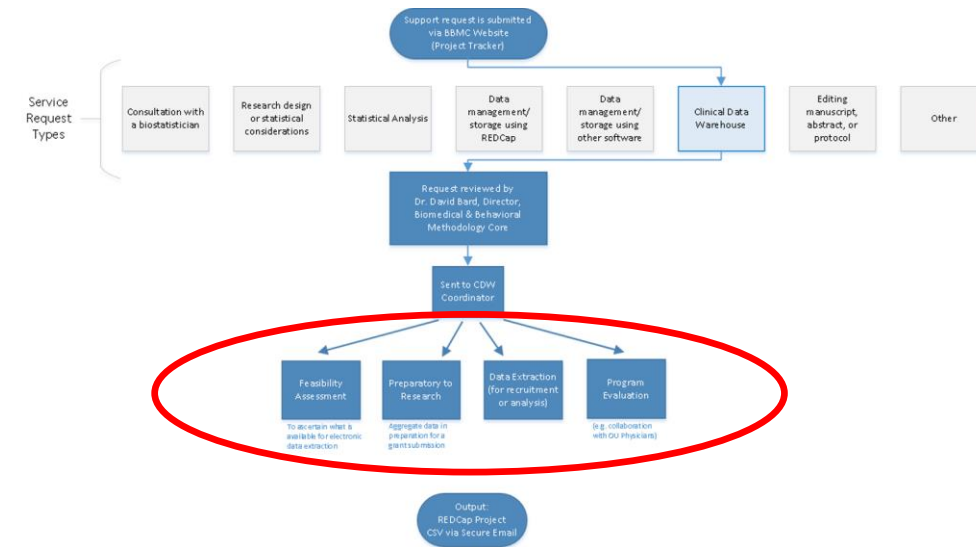 Support request is submitted
via BBMC Website
(Project Tracker)
Service
Request
Types
Consultation with
a biostatistician
Research design
or statistical
considerations
Statistical Analysis
Data
management/
storage using
REDCap
Data
management/
storage using
other software
Clinical Data
Warehouse
Editing
manuscript,
abstract, or
protocol
Other
Request reviewed by
Dr. David Bard, Director,
Biomedical & Behavioral
Methodology Core
Sent to CDW
Coordinator
Feasibility
Assessment
To ascertain what is
available for electronic
data extraction
Preparatory to
Research
Aggregate data in
preparation for a
grant submission
Data Extraction
(for recruitment
or analysis)
Program
Evaluation
(e.g. collaboration
with OU Physicians)
Output:
REDCap Project
CSV via Secure Email